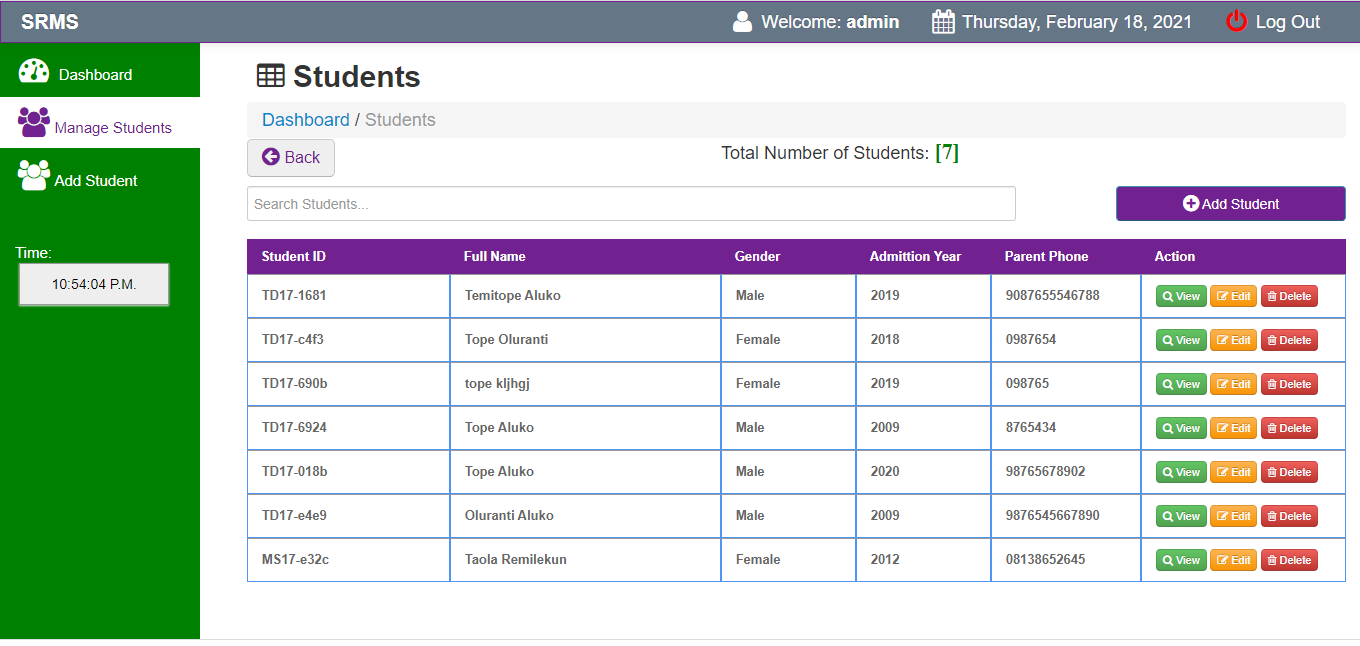 SRMS Welcome: admin Thursday, February 18, 2021 Log Out
Dashboard
Manage Students
Add Student
Time:
10:54:04 P.M.
Students
Dashboard / Students
Back Total Number of Students: [7]
Search Students... Add Student
Student ID Full Name Gender Admittion Year Parent Phone Action
TD17-1681 Temitope Aluko Male 2019 9087655546788 View Edit Delete
TD17-c4f3 Tope Oluranti Female 2018 0987654 View Edit Delete
TD17-690b tope kljhgj Female 2019 098765 View Edit Delete
TD17-6924 Tope Aluko Male 2009 8765434 View Edit Delete
TD17-018b Tope Aluko Male 2020 98765678902 View Edit Delete
TD17-e4e9 Oluranti Aluko Male 2009 9876545667890 View Edit Delete
MS17-e32c Taola Remilekun Female 2012 08138652645 View Edit Delete